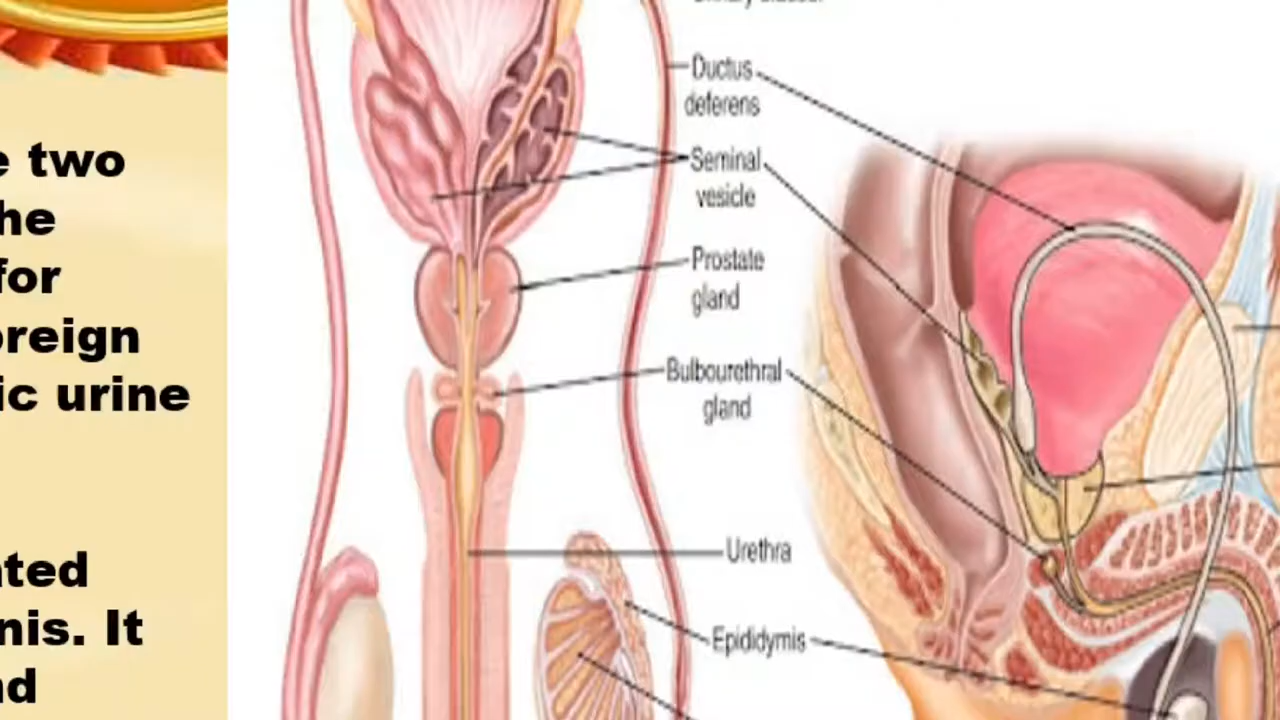 e two
he
for
oreign
ic urine
ated
nis. It
nd
Ductus
deferens
Seminal
vesicle
Prostate
gland
Bulbourethral
gland
Urethra
Epididymis